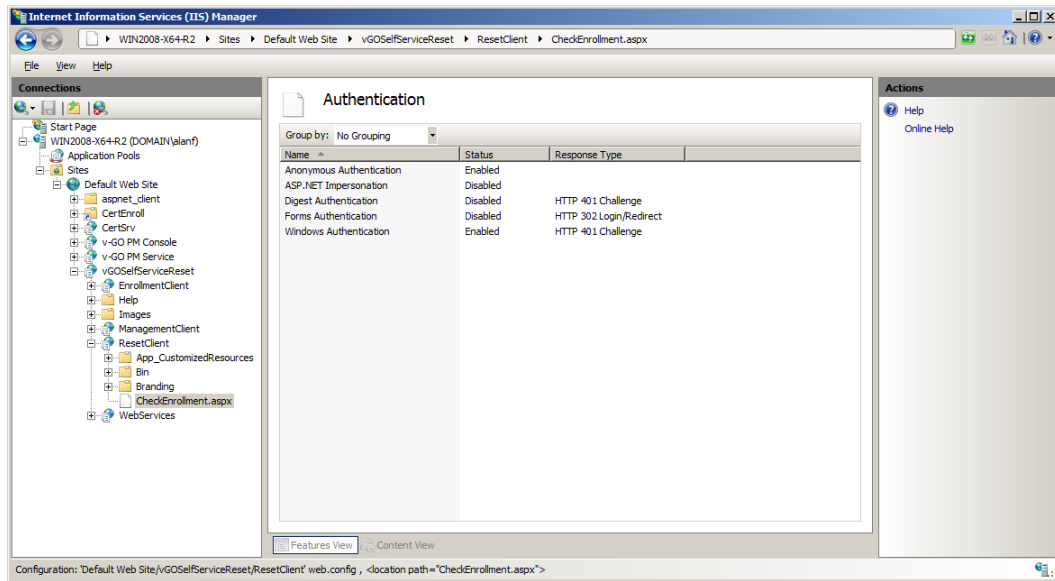 Internet Information Services (IIS) Manager
WIN2008-X64-R2 Sites Default Web Site vGOSelfServiceReset ResetClient CheckEnrollment.aspx
File View Help
Connections
Start Page
WIN2008-X64-R2 (DOMAIN\alanf)
Application Pools
Sites
Default Web Site
aspnet_client
CertEnroll
CertSrv
v-GO PM Console
v-GO PM Service
vGOSelfServiceReset
EnrollmentClient
Help
Images
ManagementClient
ResetClient
App_CustomizedResources
Bin
Branding
CheckEnrollment.aspx
WebServices
Authentication
Group by: No Grouping
Name Status Response Type
Anonymous Authentication Enabled
ASP.NET Impersonation Disabled
Digest Authentication Disabled HTTP 401 Challenge
Forms Authentication Disabled HTTP 302 Login/Redirect
Windows Authentication Enabled HTTP 401 Challenge
Features View Content View
Actions
Help
Online Help
Configuration: 'Default Web Site/vGOSelfServiceReset/ResetClient' web.config , <location path="CheckEnrollment.aspx">